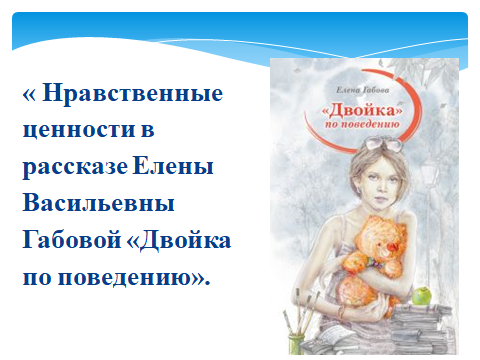 « Нравственные
ценности в
рассказе Елены
Васильевны
Габовой «Двойка
по поведению».
Елена Габова
«Двойка»
по поведению